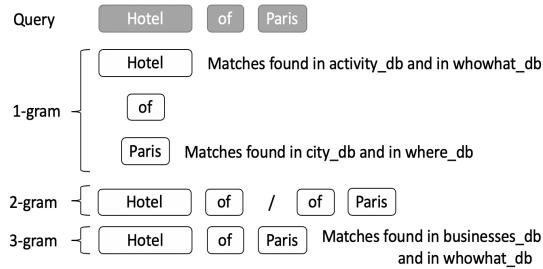 Query Hotel of Paris
Hotel Matches found in activity_db and in whowhat_db
1-gram of
Paris Matches found in city_db and in where_db
2-gram Hotel of / of Paris
3-gram Hotel of Paris Matches found in businesses_db
and in whowhat_db